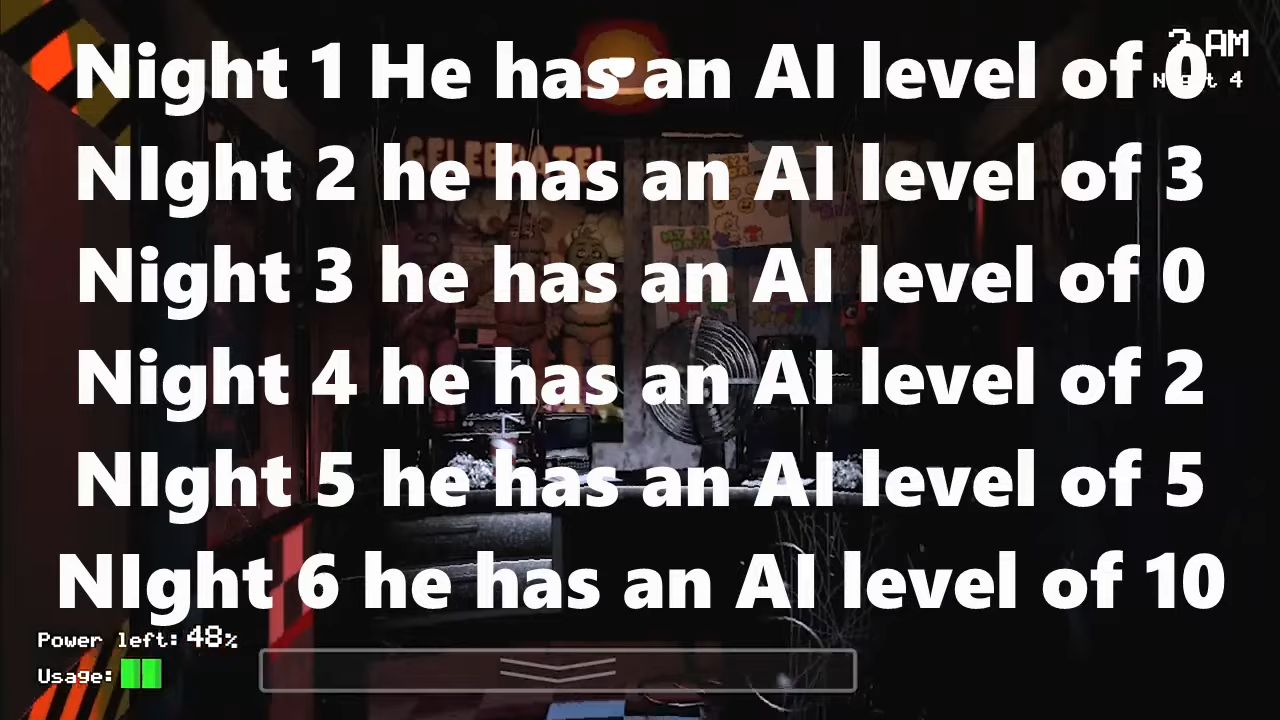 Night 1 He has an AI level of 0
NIght 2 he has an AI level of 3
Night 3 he has an AI level of 0
Night 4 he has an AI level of 2
NIght 5 he has an AI level of 5
NIght 6 he has an AI level of 10
AM
Night 4
CELEBRATE!
Power left: 48%
Usage: